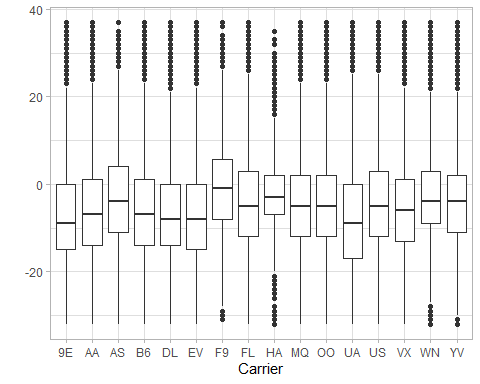 40
20
0
-20
9E AA AS B6 DL EV F9 FL HA MQ OO UA US VX WN YV
Carrier